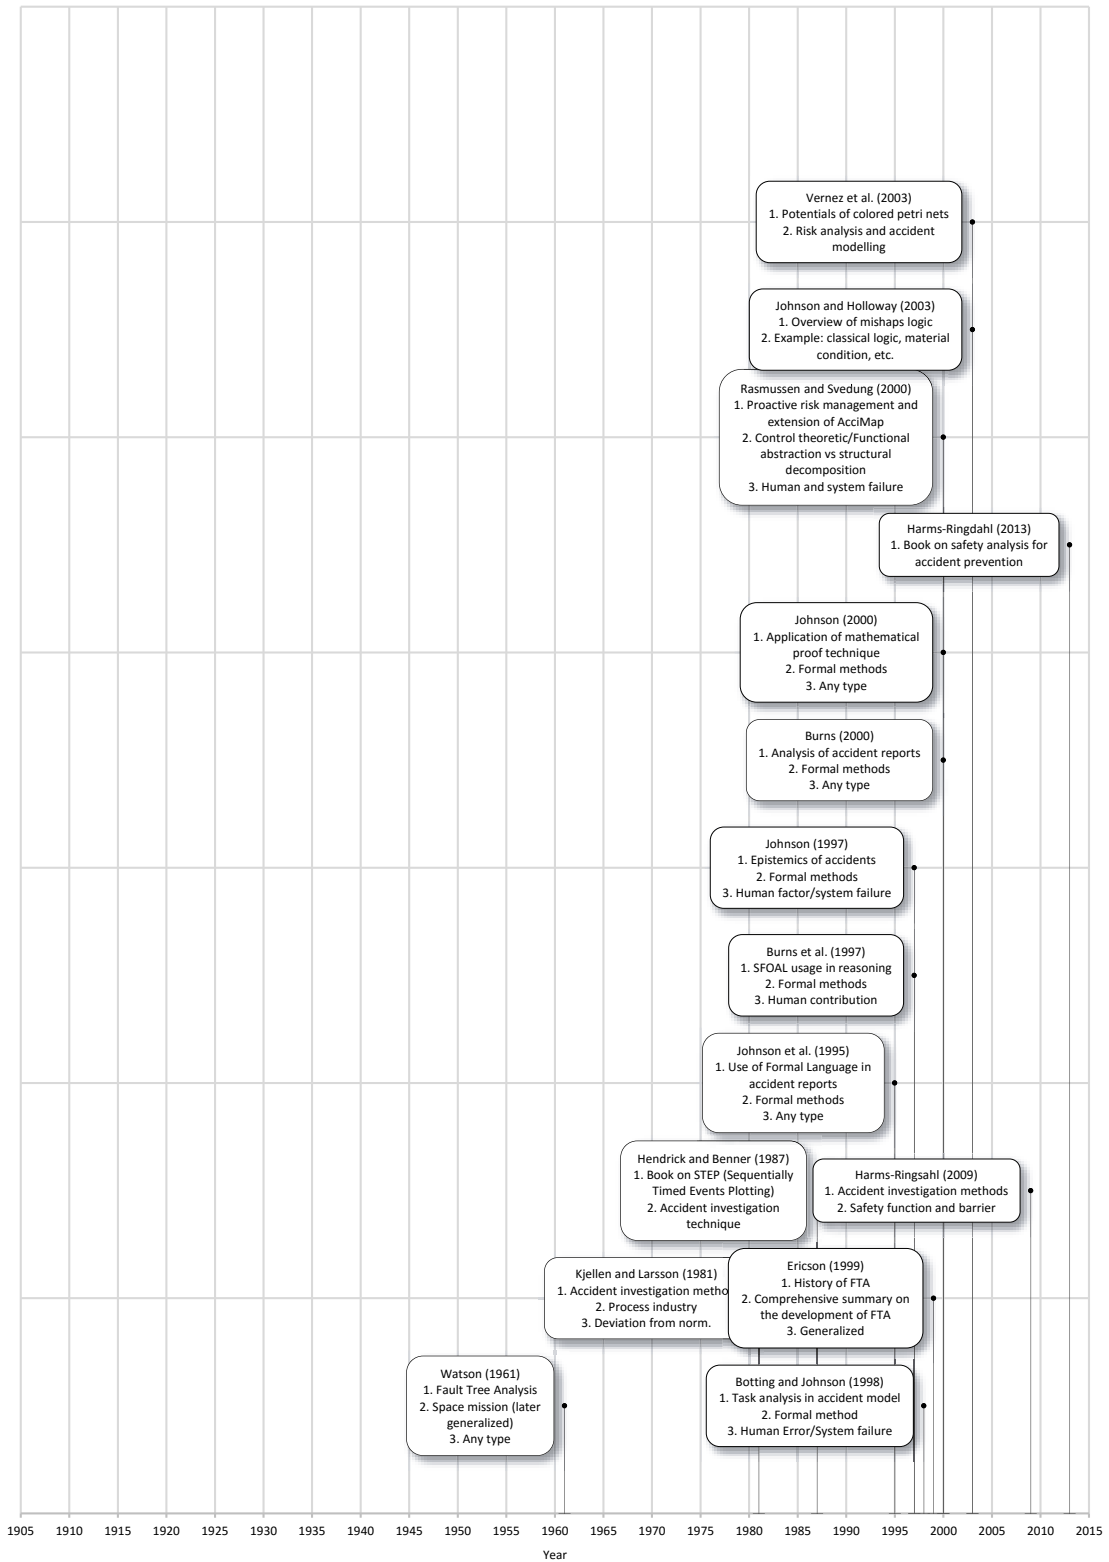 Vernez et al. (2003)
1. Potentials of colored petri nets
2. Risk analysis and accident
modelling
Johnson and Holloway (2003)
1. Overview of mishaps logic
2. Example: classical logic, material
condition, etc.
Rasmussen and Svedung (2000)
1. Proactive risk management and
extension of AcciMap
2. Control theoretic/Functional
abstraction vs structural
decomposition
3. Human and system failure
Harms-Ringdahl (2013)
1. Book on safety analysis for
accident prevention
Johnson (2000)
1. Application of mathematical
proof technique
2. Formal methods
3. Any type
Burns (2000)
1. Analysis of accident reports
2. Formal methods
3. Any type
Johnson (1997)
1. Epistemics of accidents
2. Formal methods
3. Human factor/system failure
Burns et al. (1997)
1. SFOAL usage in reasoning
2. Formal methods
3. Human contribution
Johnson et al. (1995)
1. Use of Formal Language in
accident reports
2. Formal methods
3. Any type
Hendrick and Benner (1987)
1. Book on STEP (Sequentially
Timed Events Plotting)
2. Accident investigation
technique
Harms-Ringsahl (2009)
1. Accident investigation methods
2. Safety function and barrier
Kjellen and Larsson (1981)
1. Accident investigation metho
2. Process industry
3. Deviation from norm.
Ericson (1999)
1. History of FTA
2. Comprehensive summary on
the development of FTA
3. Generalized
Watson (1961)
1. Fault Tree Analysis
2. Space mission (later
generalized)
3. Any type
Botting and Johnson (1998)
1. Task analysis in accident model
2. Formal method
3. Human Error/System failure
1905 1910 1915 1920 1925 1930 1935 1940 1945 1950 1955 1960 1965 1970 1975 1980 1985 1990 1995 2000 2005 2010 2015
Year